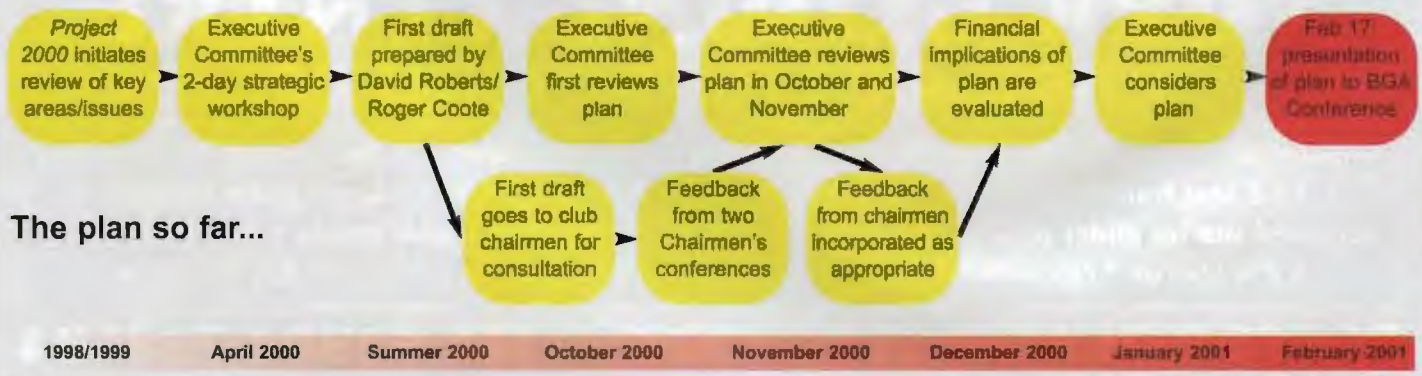 Project
2000 initiates
review of key
areas/issues
Executive
Committee's
2-day strategic
workshop
First draft
prepared by
David Roberts/
Roger Coote
Executive
Committee
first reviews
plan
Executive
Committee reviews
plan in October and
November
Financial
implications of
plan are
evaluated
Executive
Committee
considers
plan
Feb 17:
presentation
of plan to BGA
Conference
First draft
goes to club
chairmen for
consultation
Feedback
from two
Chairmen's
conferences
Feedback
from chairmen
incorporated as
appropriate
The plan so far...
1998/1999 April 2000 Summer 2000 October 2000 November 2000 December 2000 January 2001 February 2001